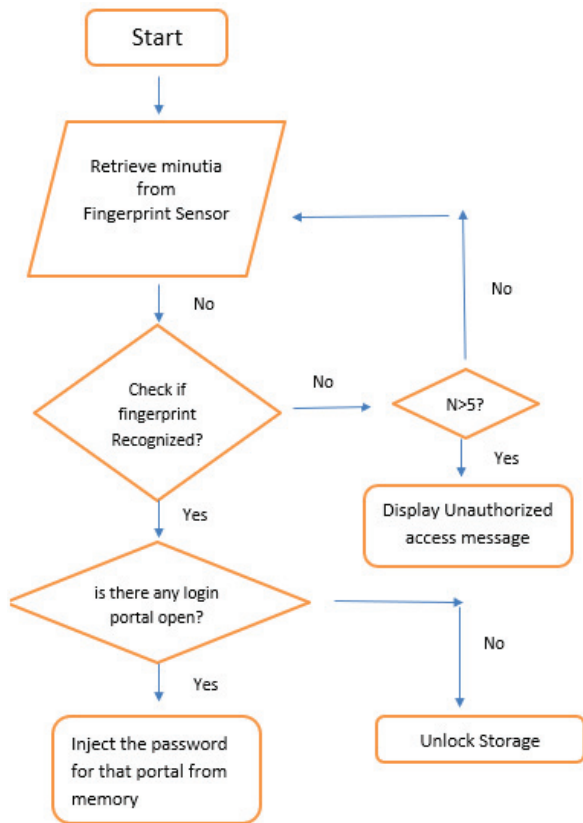 Start
Retrieve minutia
from
Fingerprint Sensor
No
No
Check if
fingerprint
Recognized?
No
N>5?
Yes
Yes
Display Unauthorized
access message
is there any login
portal open?
No
Yes
Inject the password
for that portal from
memory
Unlock Storage